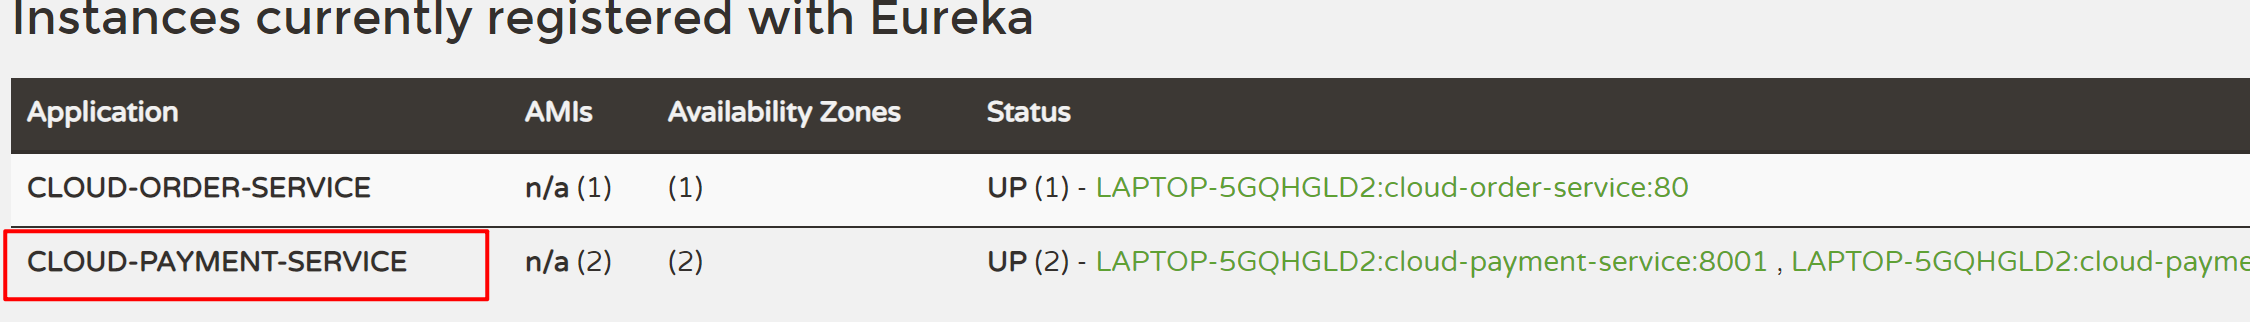 Instances currently registered with Eureka
Application AMIs Availability Zones Status
CLOUD-ORDER-SERVICE n/a (1) (1) UP (1) - LAPTOP-5GQHGLD2:cloud-order-service:80
CLOUD-PAYMENT-SERVICE n/a (2) (2) UP (2) - LAPTOP-5GQHGLD2:cloud-payment-service:8001 , LAPTOP-5GQHGLD2:cloud-payme